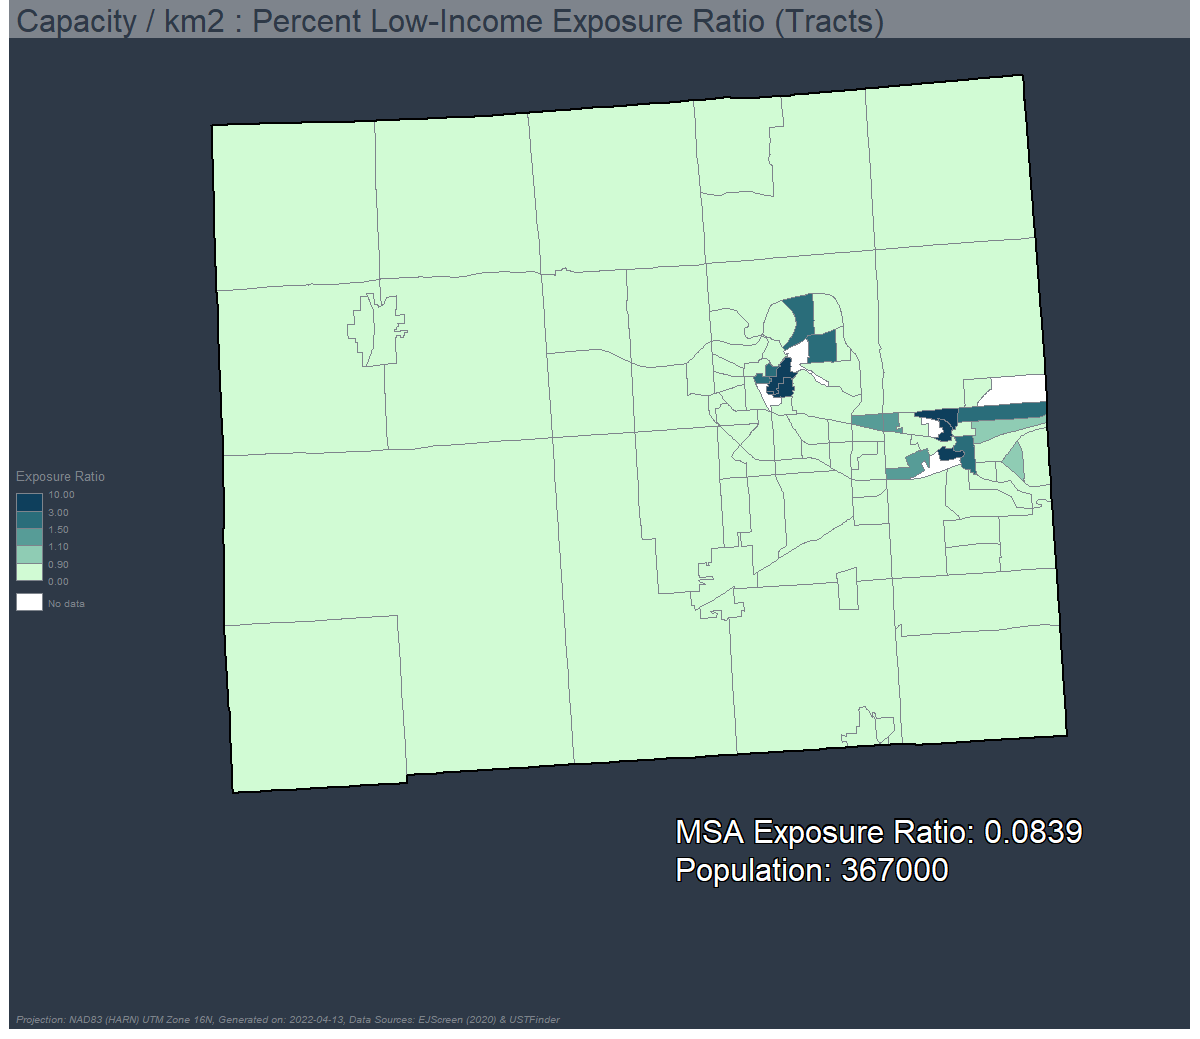 Capacity / km2 : Percent Low-Income Exposure Ratio (Tracts)
Exposure Ratio
10.00
3.00
1.50
1.10
0.90
0.00
No data
MSA Exposure Ratio: 0.0839
Population: 367000
Projection: NAD83 (HARN) UTM Zone 16N, Generated on: 2022-04-13, Data Sources: EJScreen (2020) & USTFinder